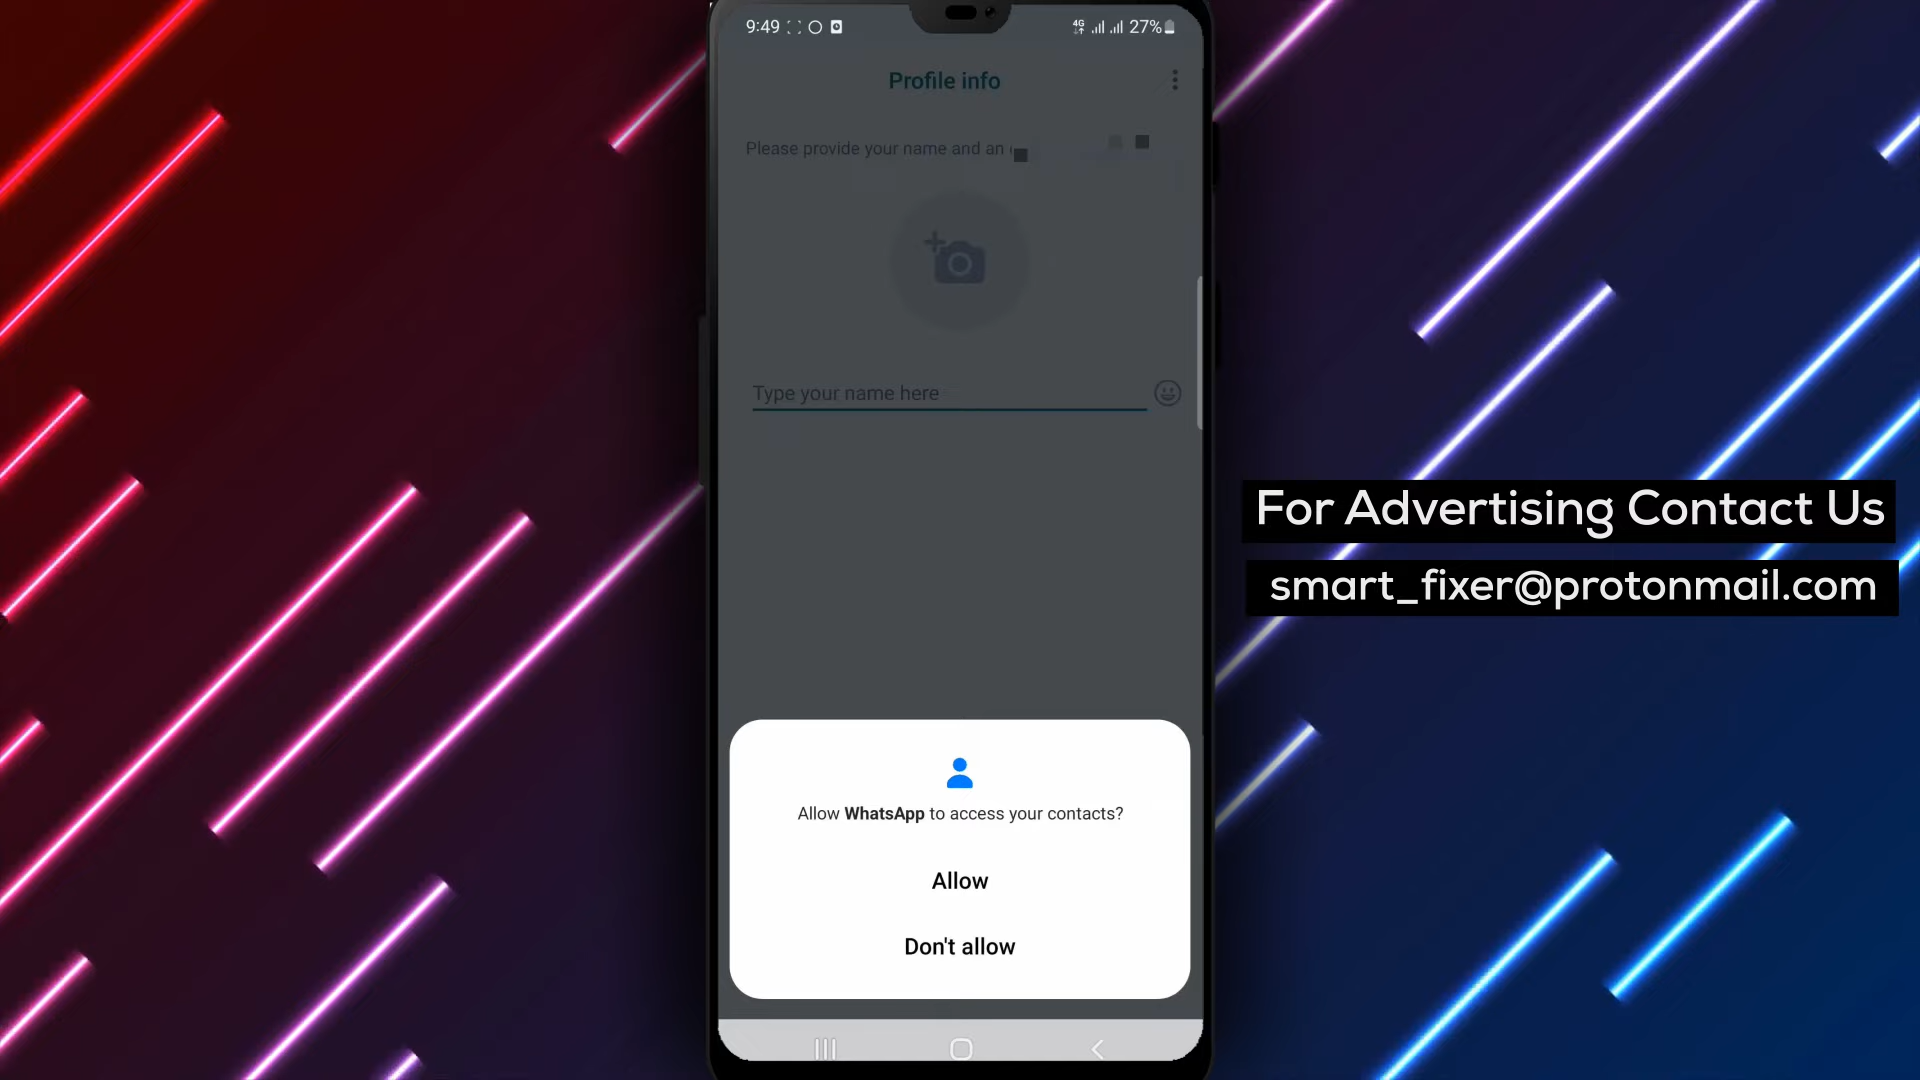 9:49
4G 27%
Profile info
Please provide your name and an
Type your name here
For Advertising Contact Us
smart_fixer@protonmail.com
Allow WhatsApp to access your contacts?
Allow
Don't allow